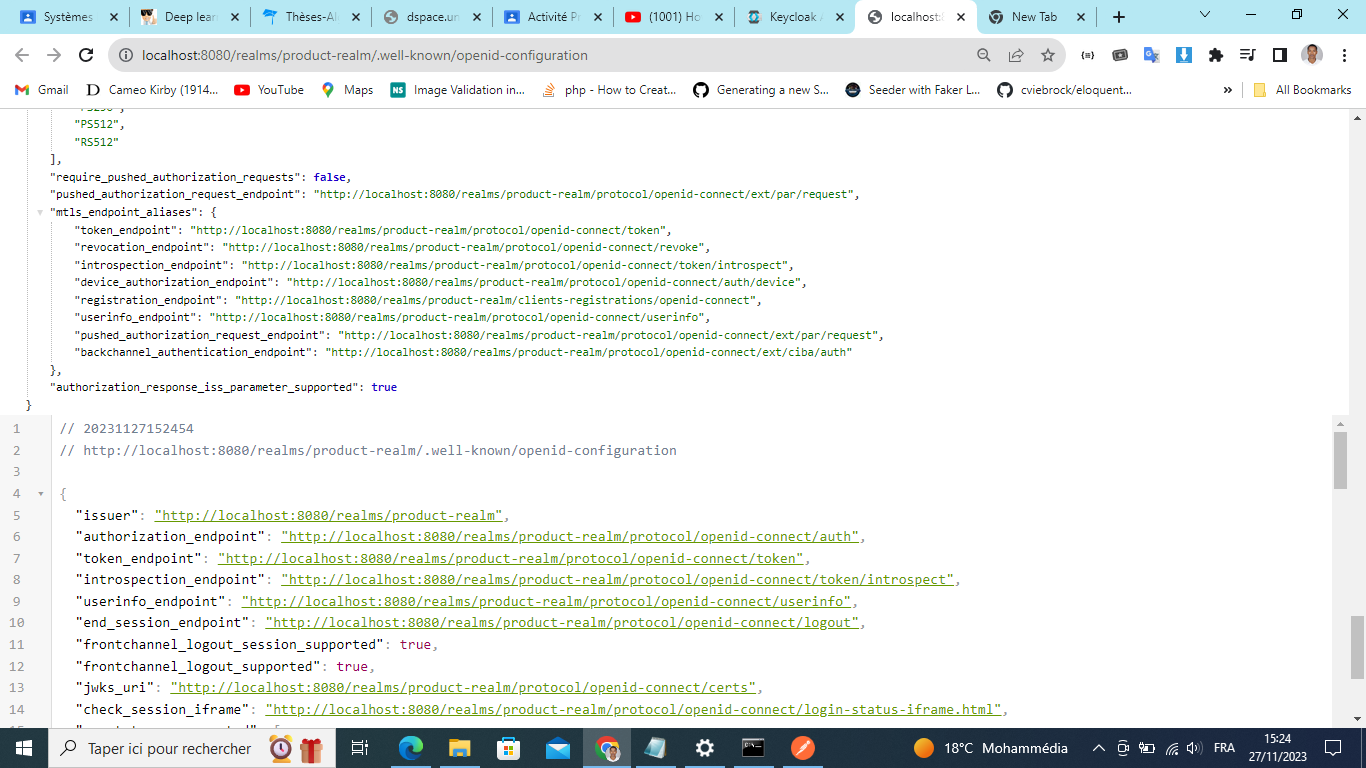 Systèmes
Deep lear
Thèses-Al
dspace.un
Activité P
(1001) Ho
Keycloak A
localhost:
New Tab
localhost:8080/realms/product-realm/.well-known/openid-configuration
Gmail
Cameo Kirby (1914...
YouTube
Maps
NS
Image Validation in...
php - How to Creat...
Generating a new S...
Seeder with Faker L...
cviebrock/eloquent...
»
All Bookmarks
"PS512",
"RS512"
],
"require_pushed_authorization_requests": false,
"pushed_authorization_request_endpoint": "http://localhost:8080/realms/product-realm/protocol/openid-connect/ext/par/request",
"mtls_endpoint_aliases": {
"token_endpoint": "http://localhost:8080/realms/product-realm/protocol/openid-connect/token",
"revocation_endpoint": "http://localhost:8080/realms/product-realm/protocol/openid-connect/revoke",
"introspection_endpoint": "http://localhost:8080/realms/product-realm/protocol/openid-connect/token/introspect",
"device_authorization_endpoint": "http://localhost:8080/realms/product-realm/protocol/openid-connect/auth/device",
"registration_endpoint": "http://localhost:8080/realms/product-realm/clients-registrations/openid-connect",
"userinfo_endpoint": "http://localhost:8080/realms/product-realm/protocol/openid-connect/userinfo",
"pushed_authorization_request_endpoint": "http://localhost:8080/realms/product-realm/protocol/openid-connect/ext/par/request",
"backchannel_authentication_endpoint": "http://localhost:8080/realms/product-realm/protocol/openid-connect/ext/ciba/auth"
},
"authorization_response_iss_parameter_supported": true
}
1 // 20231127152454
2 // http://localhost:8080/realms/product-realm/.well-known/openid-configuration
3
4 {
5 "issuer": "http://localhost:8080/realms/product-realm",
6 "authorization_endpoint": "http://localhost:8080/realms/product-realm/protocol/openid-connect/auth",
7 "token_endpoint": "http://localhost:8080/realms/product-realm/protocol/openid-connect/token",
8 "introspection_endpoint": "http://localhost:8080/realms/product-realm/protocol/openid-connect/token/introspect",
9 "userinfo_endpoint": "http://localhost:8080/realms/product-realm/protocol/openid-connect/userinfo",
10 "end_session_endpoint": "http://localhost:8080/realms/product-realm/protocol/openid-connect/logout",
11 "frontchannel_logout_session_supported": true,
12 "frontchannel_logout_supported": true,
13 "jwks_uri": "http://localhost:8080/realms/product-realm/protocol/openid-connect/certs",
14 "check_session_iframe": "http://localhost:8080/realms/product-realm/protocol/openid-connect/login-status-iframe.html",
Taper ici pour rechercher
18°C Mohammédia
FRA
15:24
27/11/2023